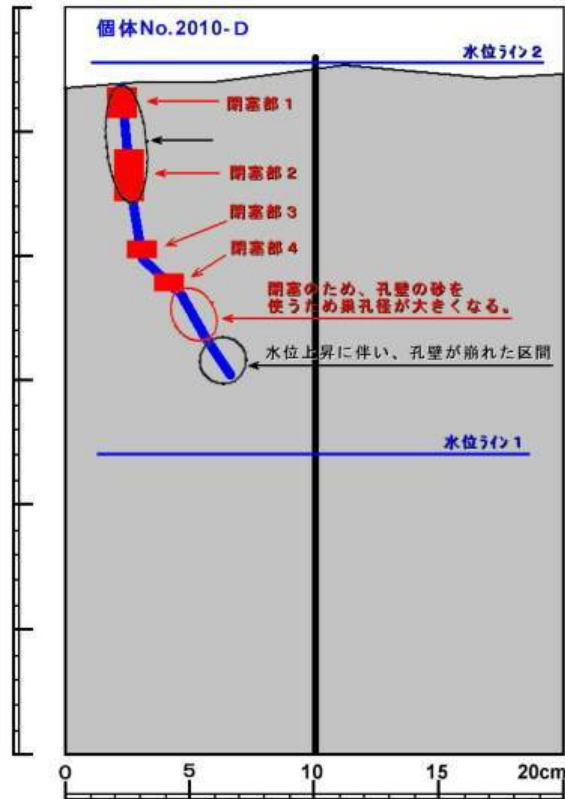 個体No.2010-D
水位ライン2
閉塞部1
閉塞部2
閉塞部3
閉塞部4
閉塞のため、孔壁の砂を
使うため巣孔径が大きくなる。
水位上昇に伴い、孔壁が崩れた区間
水位ライン1
0 5 10 15 20cm